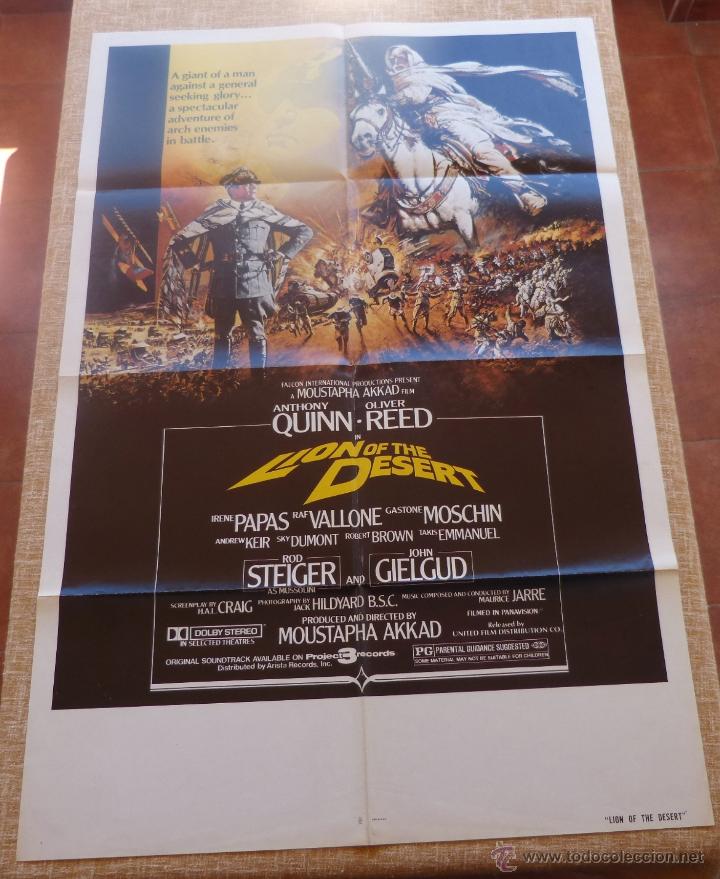 A giant of a man
against a general
seeking glory...
a spectacular
adventure of
arch enemies
in battle.
FALCON INTERNATIONAL PRODUCTIONS PRESENT
A MOUSTAPHA AKKAD FILM
ANTHONY QUINN · OLIVER REED
IN
LION OF THE
DESERT
IRENE PAPAS RAF VALLONE GASTONE MOSCHIN
ANDREW KEIR SKY DUMONT ROBERT BROWN TAKIS EMMANUEL
ROD STEIGER AS MUSSOLINI AND JOHN GIELGUD
SCREENPLAY BY H.A.L. CRAIG PHOTOGRAPHY BY JACK HILDYARD B.S.C. MUSIC COMPOSED AND CONDUCTED BY MAURICE JARRE
PRODUCED AND DIRECTED BY
MOUSTAPHA AKKAD
FILMED IN PANAVISION
Released by
UNITED FILM DISTRIBUTION CO.
DOLBY STEREO
IN SELECTED THEATRES
ORIGINAL SOUNDTRACK AVAILABLE ON Project 3 records
Distributed by Arista Records, Inc.
PG PARENTAL GUIDANCE SUGGESTED
SOME MATERIAL MAY NOT BE SUITABLE FOR CHILDREN
"LION OF THE DESERT"
© www.todocoleccion.net